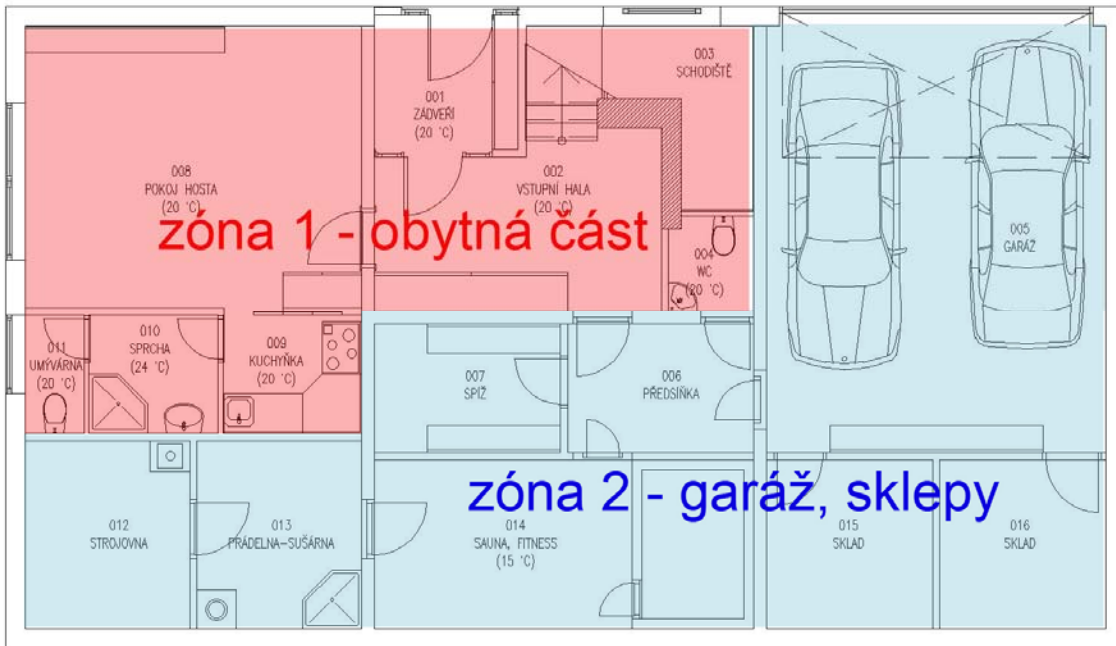 001
ZÁDVEŘÍ
(20 °C)
003
SCHODIŠTĚ
008
POKOJ HOSTA
(20 °C)
002
VSTUPNÍ HALA
(20 °C)
zóna 1 - obytná část
004
WC
(20 °C)
005
GARÁŽ
011
UMÝVÁRNA
(20 °C)
010
SPRCHA
(24 °C)
009
KUCHYŇKA
(20 °C)
007
SPÍŽ
006
PŘEDSÍŇKA
zóna 2 - garáž, sklepy
012
STROJOVNA
013
PRÁDELNA-SUŠÁRNA
014
SAUNA, FITNESS
(15 °C)
015
SKLAD
016
SKLAD